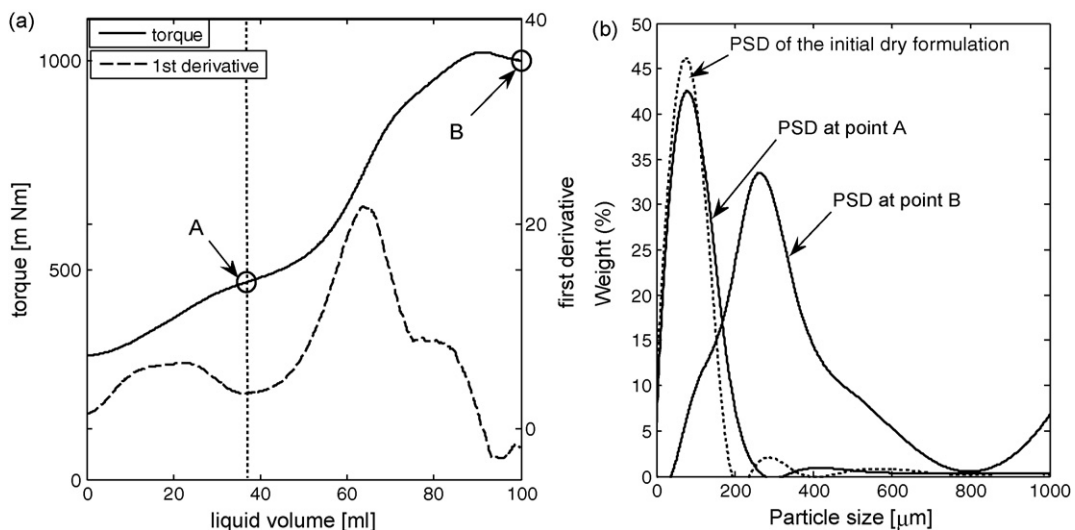 (a)
torque
1st derivative
1000
500
0
torque [m Nm]
A
B
40
20
0
first derivative
0
20
40
60
80
100
liquid volume [ml]
(b)
50
45
40
35
30
25
20
15
10
5
0
Weight (%)
PSD of the initial dry formulation
PSD at point A
PSD at point B
0
200
400
600
800
1000
Particle size [μm]